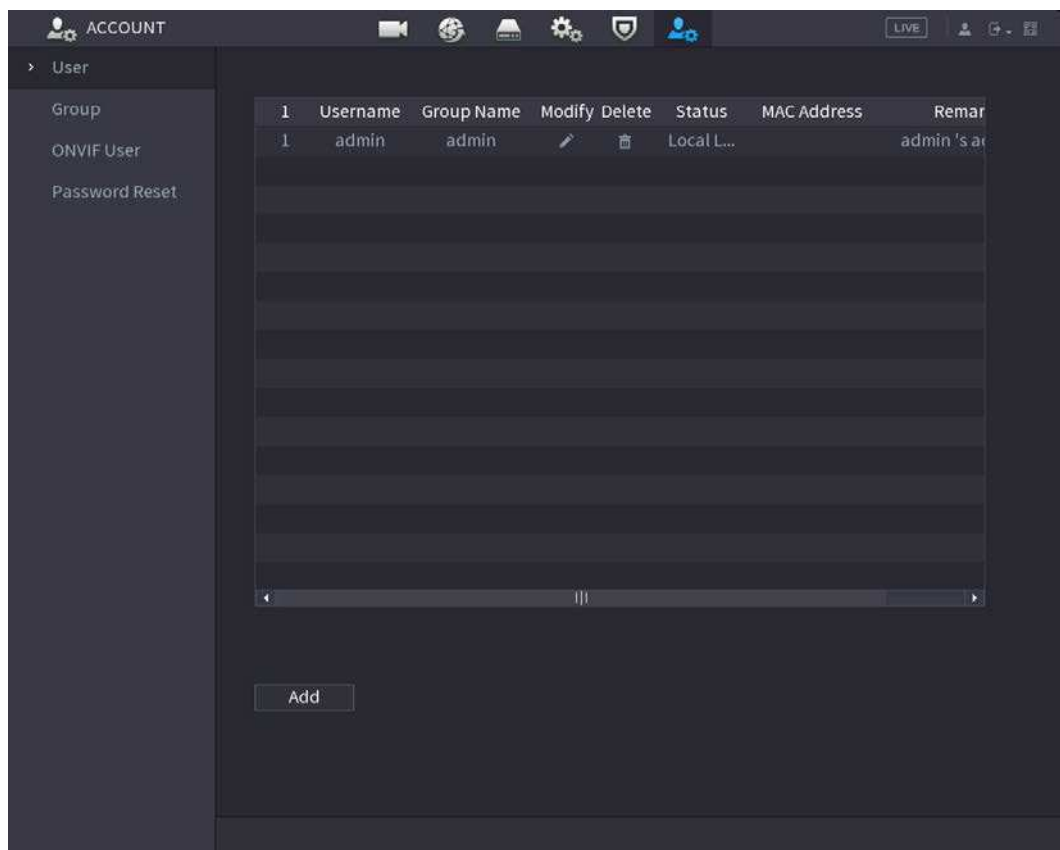 ACCOUNT LIVE
User
Group
ONVIF User
Password Reset
1 Username Group Name Modify Delete Status MAC Address Remar
1 admin admin Local L... admin 's a
Add